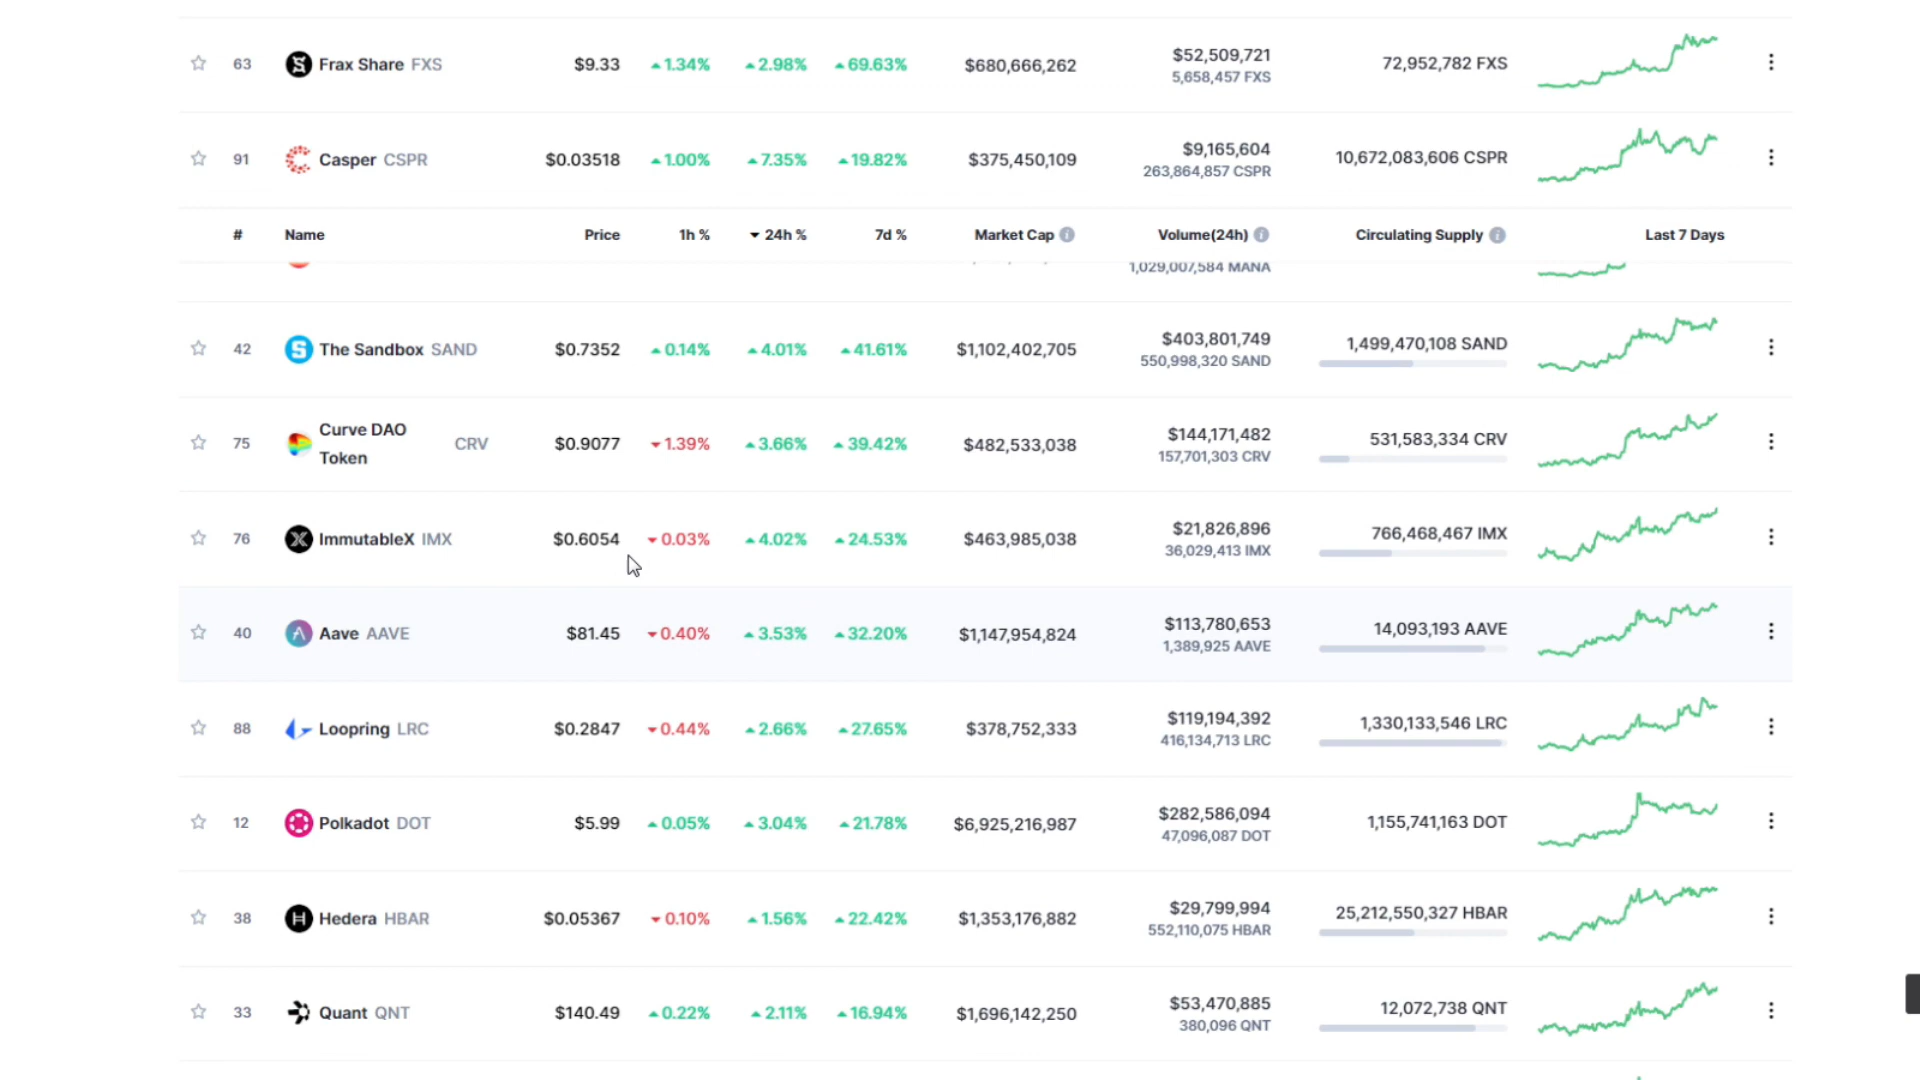 63 Frax Share FXS $9.33 1.34% 2.98% 69.63% $680,666,262 $52,509,721 72,952,782 FXS
5,658,457 FXS
91 Casper CSPR $0.03518 1.00% 7.35% 19.82% $375,450,109 $9,165,604 10,672,083,606 CSPR
263,864,857 CSPR
# Name Price 1h % 24h % 7d % Market Cap Volume(24h) Circulating Supply Last 7 Days
1,029,007,584 MANA
42 The Sandbox SAND $0.7352 0.14% 4.01% 41.61% $1,102,402,705 $403,801,749 1,499,470,108 SAND
550,998,320 SAND
75 Curve DAO Token CRV $0.9077 1.39% 3.66% 39.42% $482,533,038 $144,171,482 531,583,334 CRV
157,701,303 CRV
76 ImmutableX IMX $0.6054 0.03% 4.02% 24.53% $463,985,038 $21,826,896 766,468,467 IMX
36,029,413 IMX
40 Aave AAVE $81.45 0.40% 3.53% 32.20% $1,147,954,824 $113,780,653 14,093,193 AAVE
1,389,925 AAVE
88 Loopring LRC $0.2847 0.44% 2.66% 27.65% $378,752,333 $119,194,392 1,330,133,546 LRC
416,134,713 LRC
12 Polkadot DOT $5.99 0.05% 3.04% 21.78% $6,925,216,987 $282,586,094 1,155,741,163 DOT
47,096,087 DOT
38 Hedera HBAR $0.05367 0.10% 1.56% 22.42% $1,353,176,882 $29,799,994 25,212,550,327 HBAR
552,110,075 HBAR
33 Quant QNT $140.49 0.22% 2.11% 16.94% $1,696,142,250 $53,470,885 12,072,738 QNT
380,096 QNT